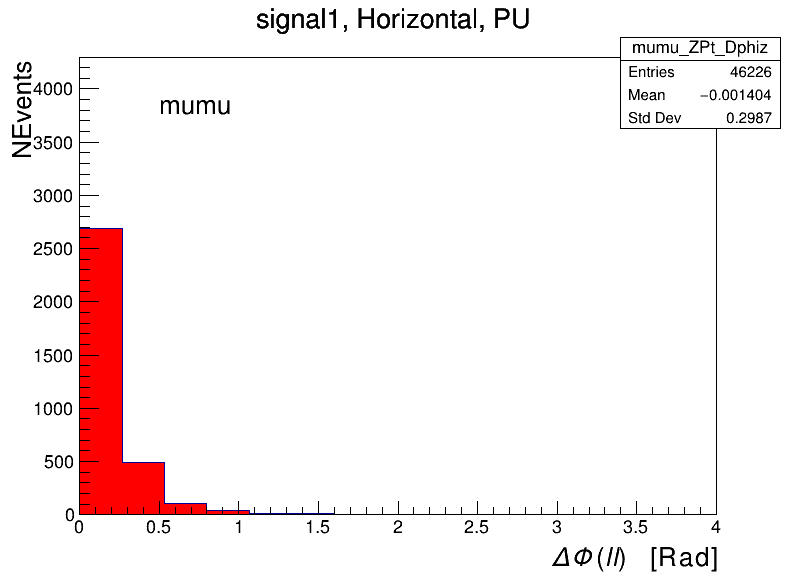 signal1, Horizontal, PU
mumu_ZPt_Dphiz
Entries 46226
Mean −0.001404
Std Dev 0.2987
NEvents
mumu
4000
3500
3000
2500
2000
1500
1000
500
0
0 0.5 1 1.5 2 2.5 3 3.5 4
ΔΦ(ll) [Rad]